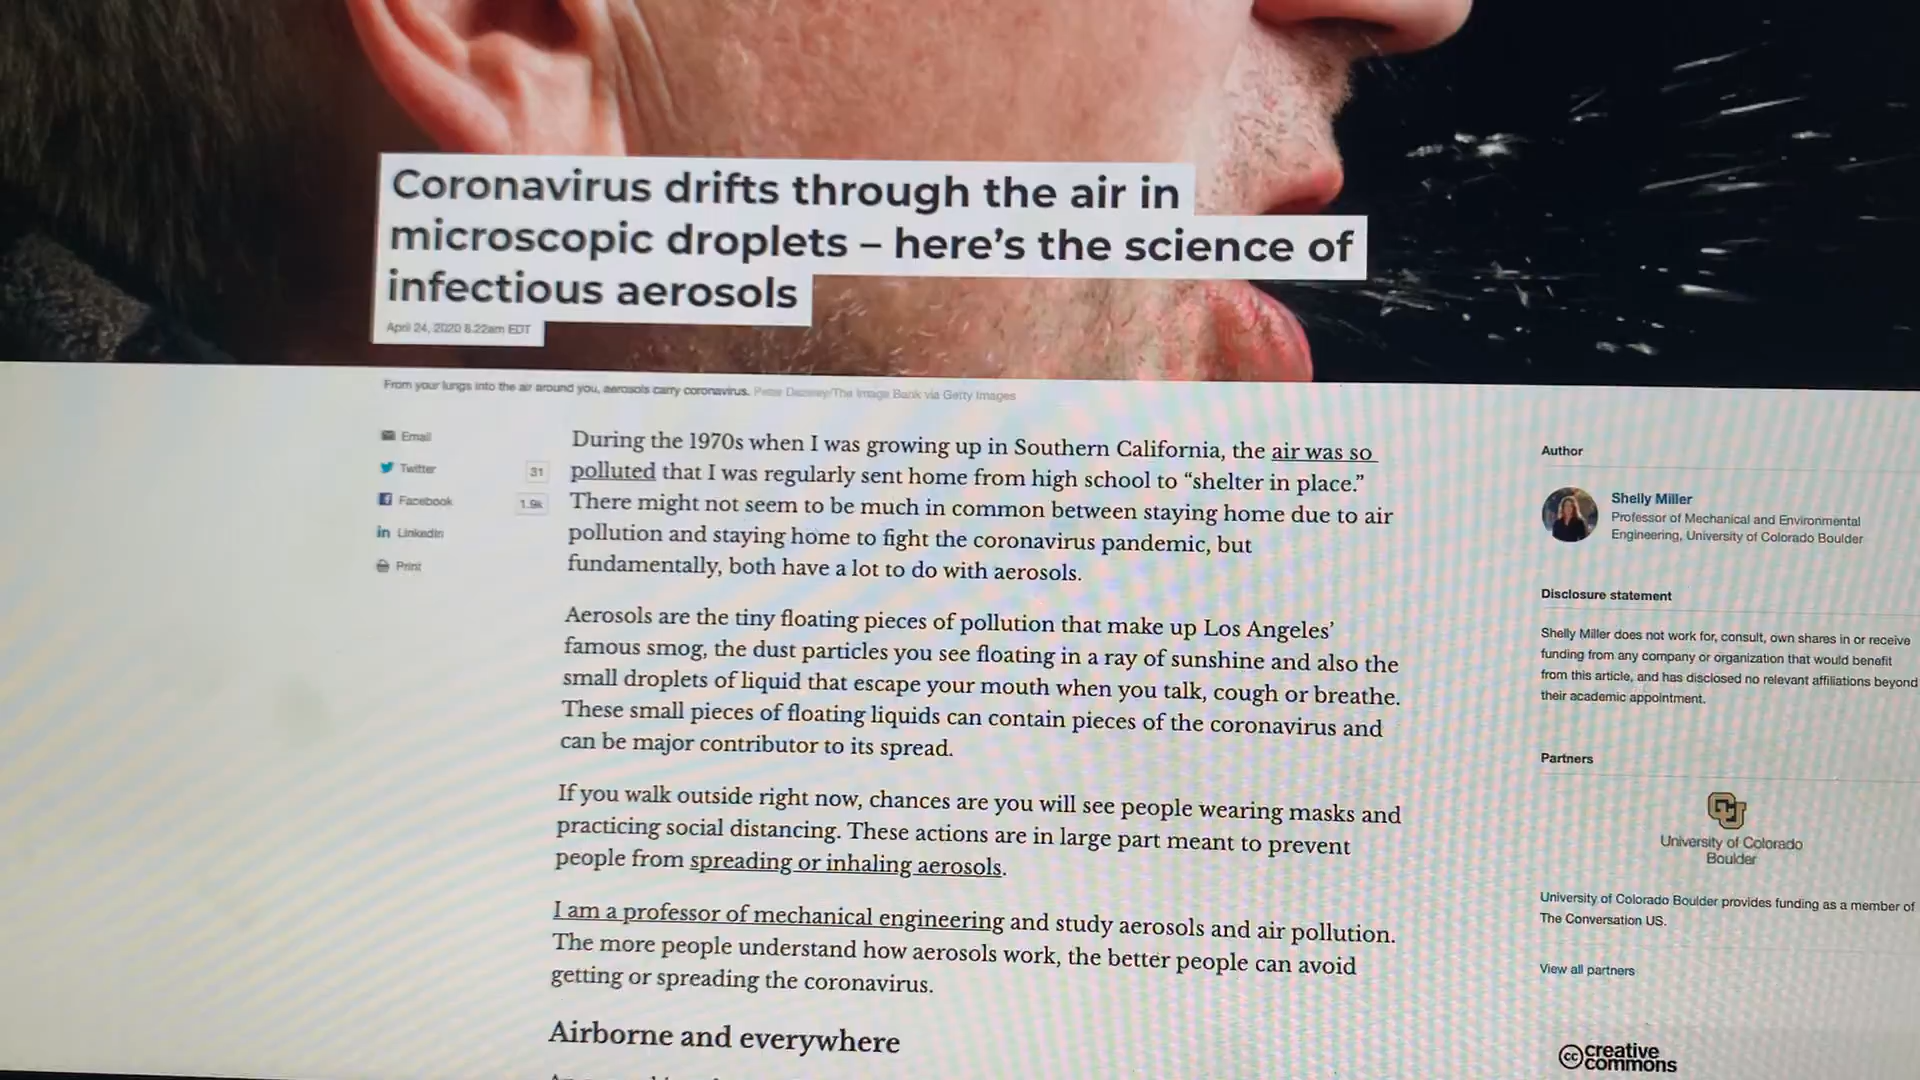 Coronavirus drifts through the air in
microscopic droplets – here's the science of
infectious aerosols
April 24, 2020 8.22am EDT
From your lungs into the air around you, aerosols carry coronavirus. Peter Dazeley/The Image Bank via Getty Images
Email
Twitter 31
Facebook 1.9k
LinkedIn
Print
During the 1970s when I was growing up in Southern California, the air was so
polluted that I was regularly sent home from high school to “shelter in place.”
There might not seem to be much in common between staying home due to air
pollution and staying home to fight the coronavirus pandemic, but
fundamentally, both have a lot to do with aerosols.
Aerosols are the tiny floating pieces of pollution that make up Los Angeles’
famous smog, the dust particles you see floating in a ray of sunshine and also the
small droplets of liquid that escape your mouth when you talk, cough or breathe.
These small pieces of floating liquids can contain pieces of the coronavirus and
can be major contributor to its spread.
If you walk outside right now, chances are you will see people wearing masks and
practicing social distancing. These actions are in large part meant to prevent
people from spreading or inhaling aerosols.
I am a professor of mechanical engineering and study aerosols and air pollution.
The more people understand how aerosols work, the better people can avoid
getting or spreading the coronavirus.
Airborne and everywhere
Author
Shelly Miller
Professor of Mechanical and Environmental
Engineering, University of Colorado Boulder
Disclosure statement
Shelly Miller does not work for, consult, own shares in or receive
funding from any company or organization that would benefit
from this article, and has disclosed no relevant affiliations beyond
their academic appointment.
Partners
CU
University of Colorado
Boulder
University of Colorado Boulder provides funding as a member of
The Conversation US.
View all partners
cc creative
commons